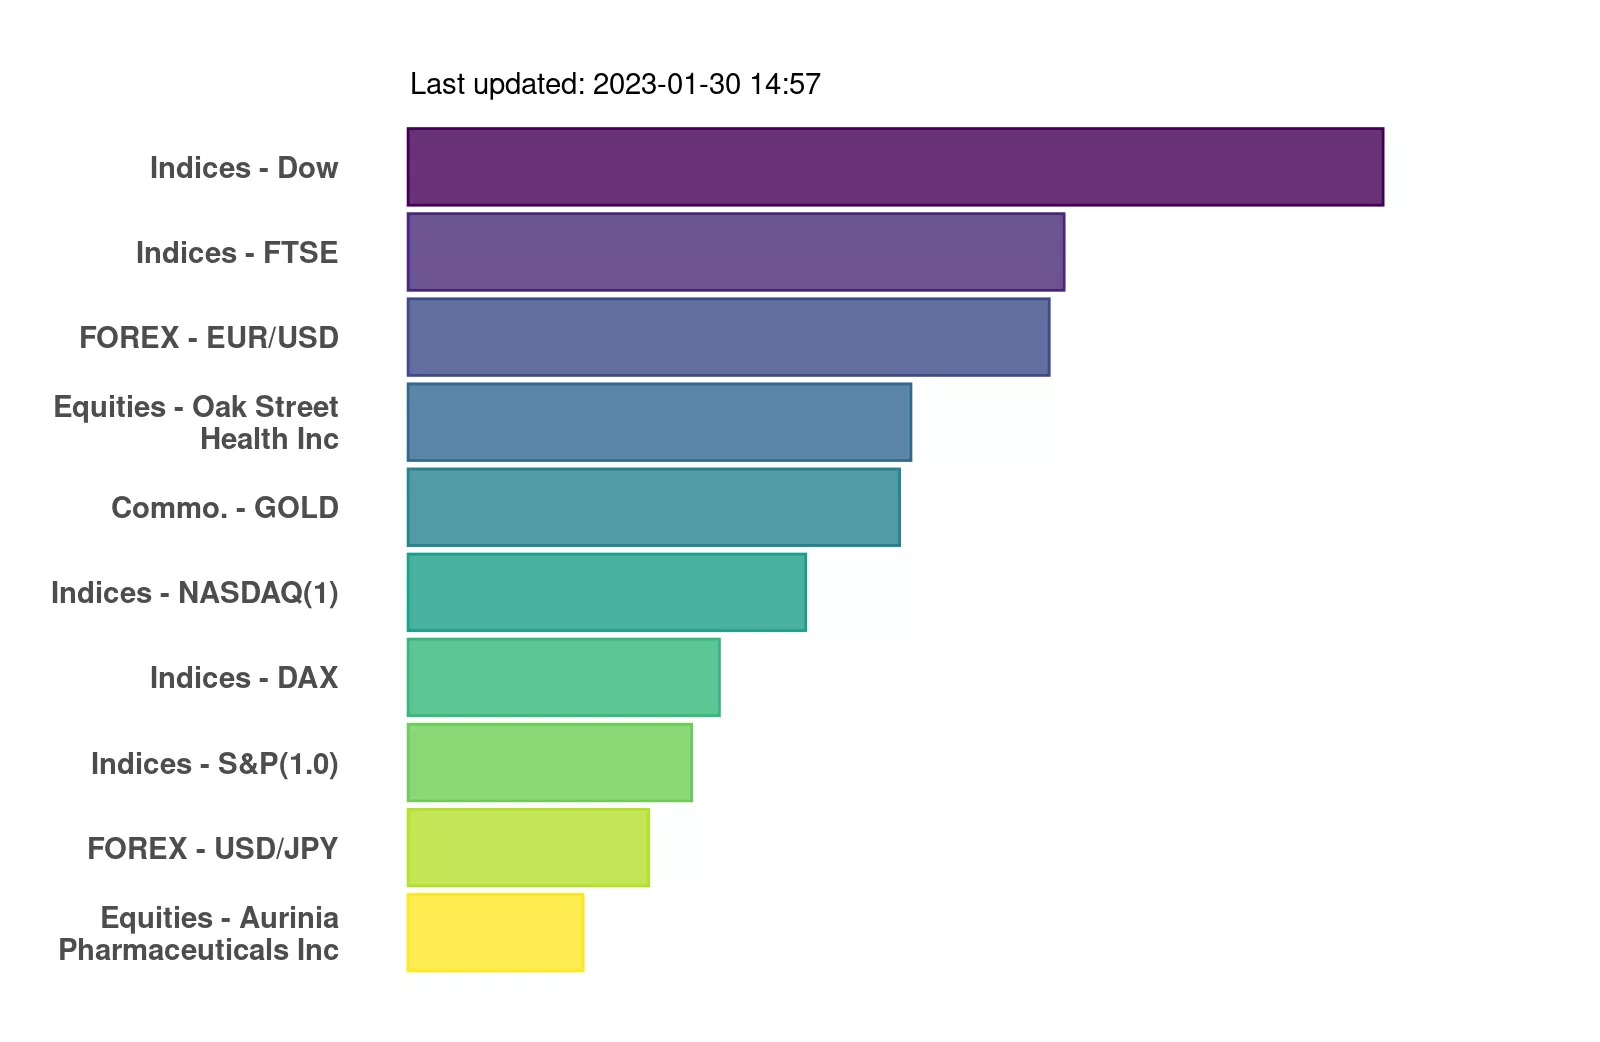 Last updated: 2023-01-30 14:57
Indices - Dow
Indices - FTSE
FOREX - EUR/USD
Equities - Oak Street
Health Inc
Commo. - GOLD
Indices - NASDAQ(1)
Indices - DAX
Indices - S&P(1.0)
FOREX - USD/JPY
Equities - Aurinia
Pharmaceuticals Inc